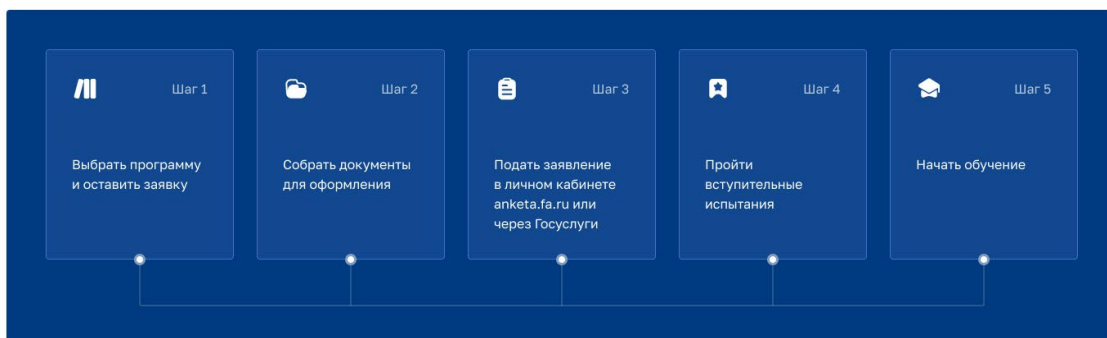 Шаг 1
Выбрать программу
и оставить заявку
Шаг 2
Собрать документы
для оформления
Шаг 3
Подать заявление
в личном кабинете
anketa.fa.ru или
через Госуслуги
Шаг 4
Пройти
вступительные
испытания
Шаг 5
Начать обучение